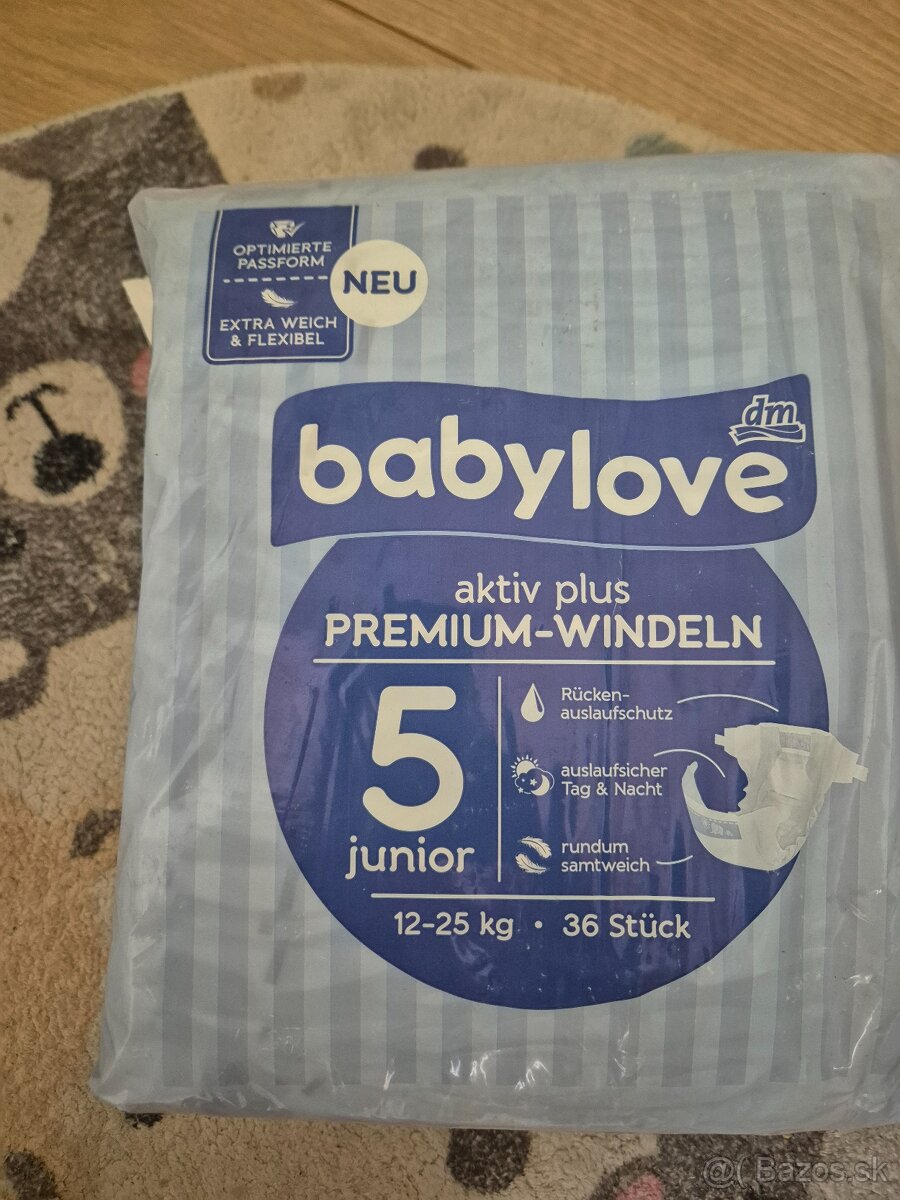 OPTIMIERTE
PASSFORM
EXTRA WEICH
& FLEXIBEL
NEU
dm
babylove
aktiv plus
PREMIUM-WINDELN
5
junior
Rücken-
auslaufschutz
auslaufsicher
Tag & Nacht
rundum
samtweich
12-25 kg • 36 Stück
@( Bazos.sk